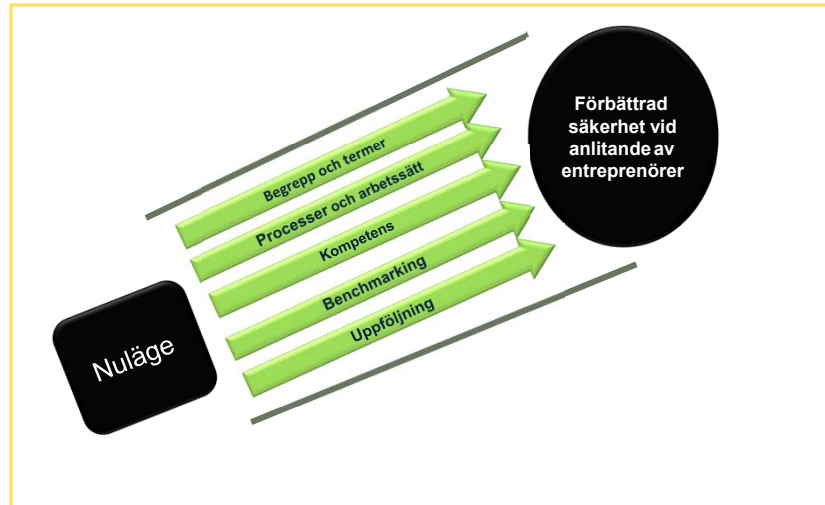 Förbättrad
säkerhet vid
anlitande av
entreprenörer
Begrepp och termer
Processer och arbetssätt
Kompetens
Benchmarking
Uppföljning
Nuläge